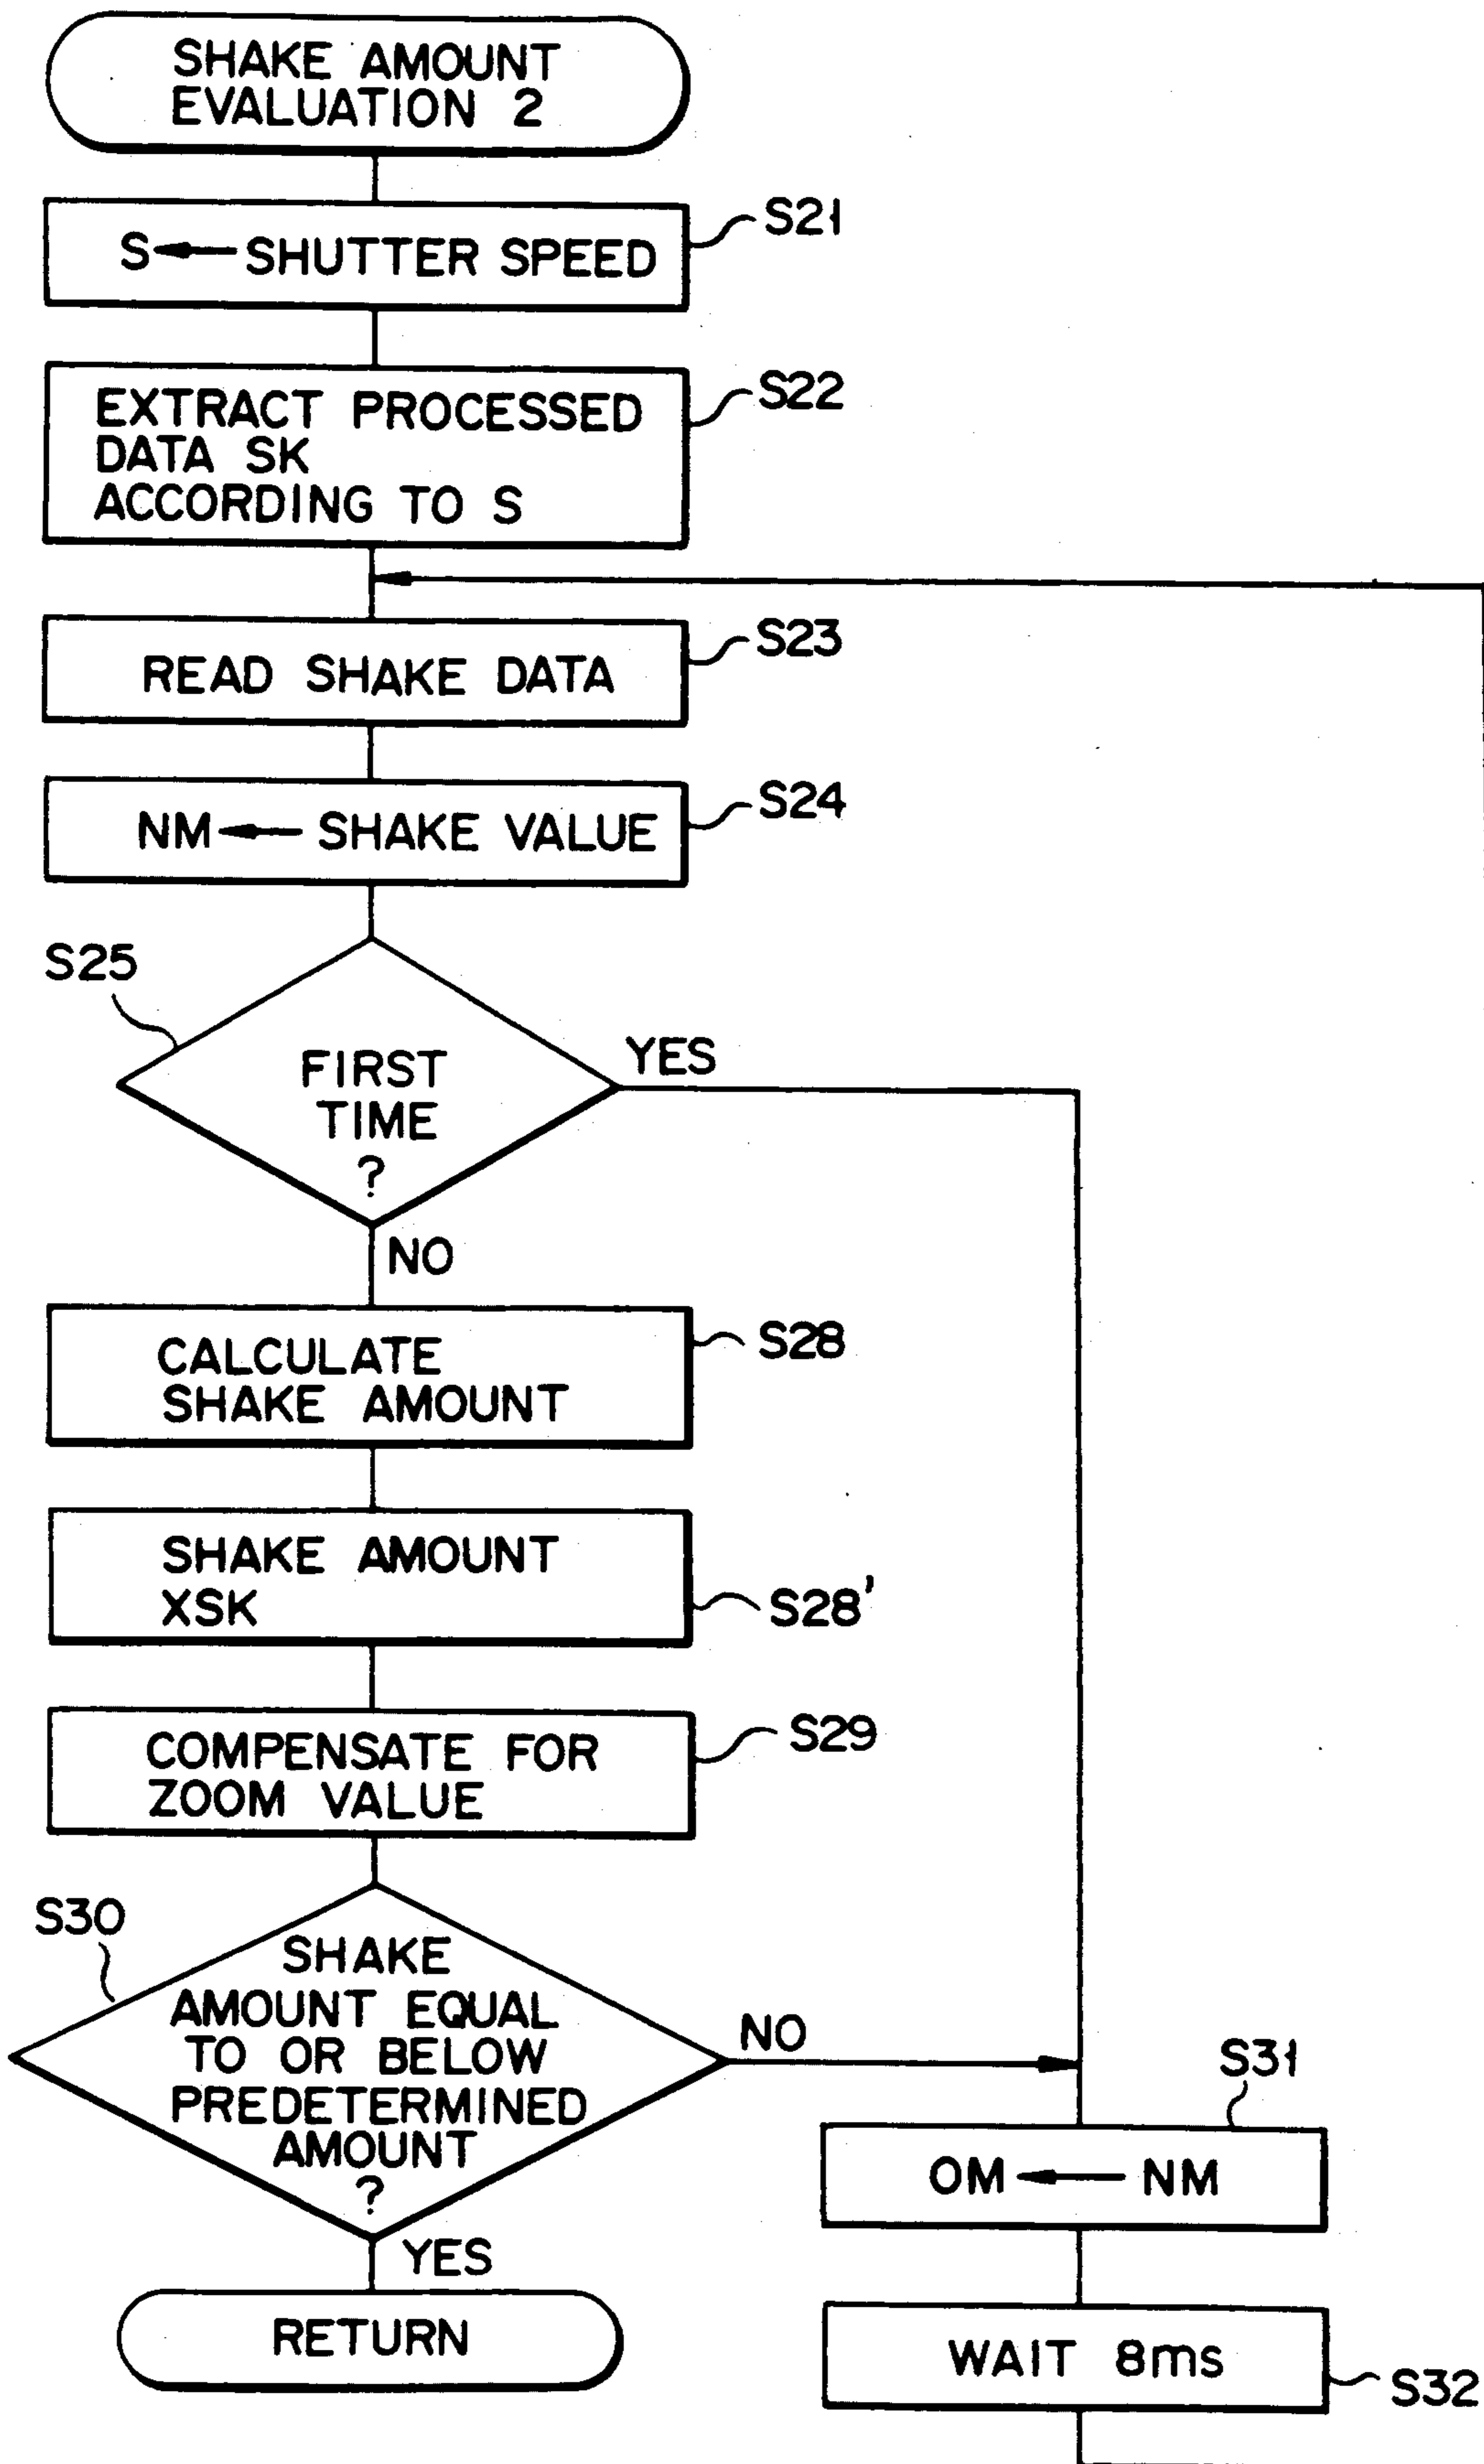 SHAKE AMOUNT
EVALUATION 2
S ← SHUTTER SPEED
S21
EXTRACT PROCESSED
DATA SK
ACCORDING TO S
S22
READ SHAKE DATA
S23
NM ← SHAKE VALUE
S24
S25
FIRST
TIME
?
YES
NO
CALCULATE
SHAKE AMOUNT
S28
SHAKE AMOUNT
XSK
S28'
COMPENSATE FOR
ZOOM VALUE
S29
S30
SHAKE
AMOUNT EQUAL
TO OR BELOW
PREDETERMINED
AMOUNT
?
NO
YES
RETURN
S31
OM ← NM
WAIT 8ms
S32